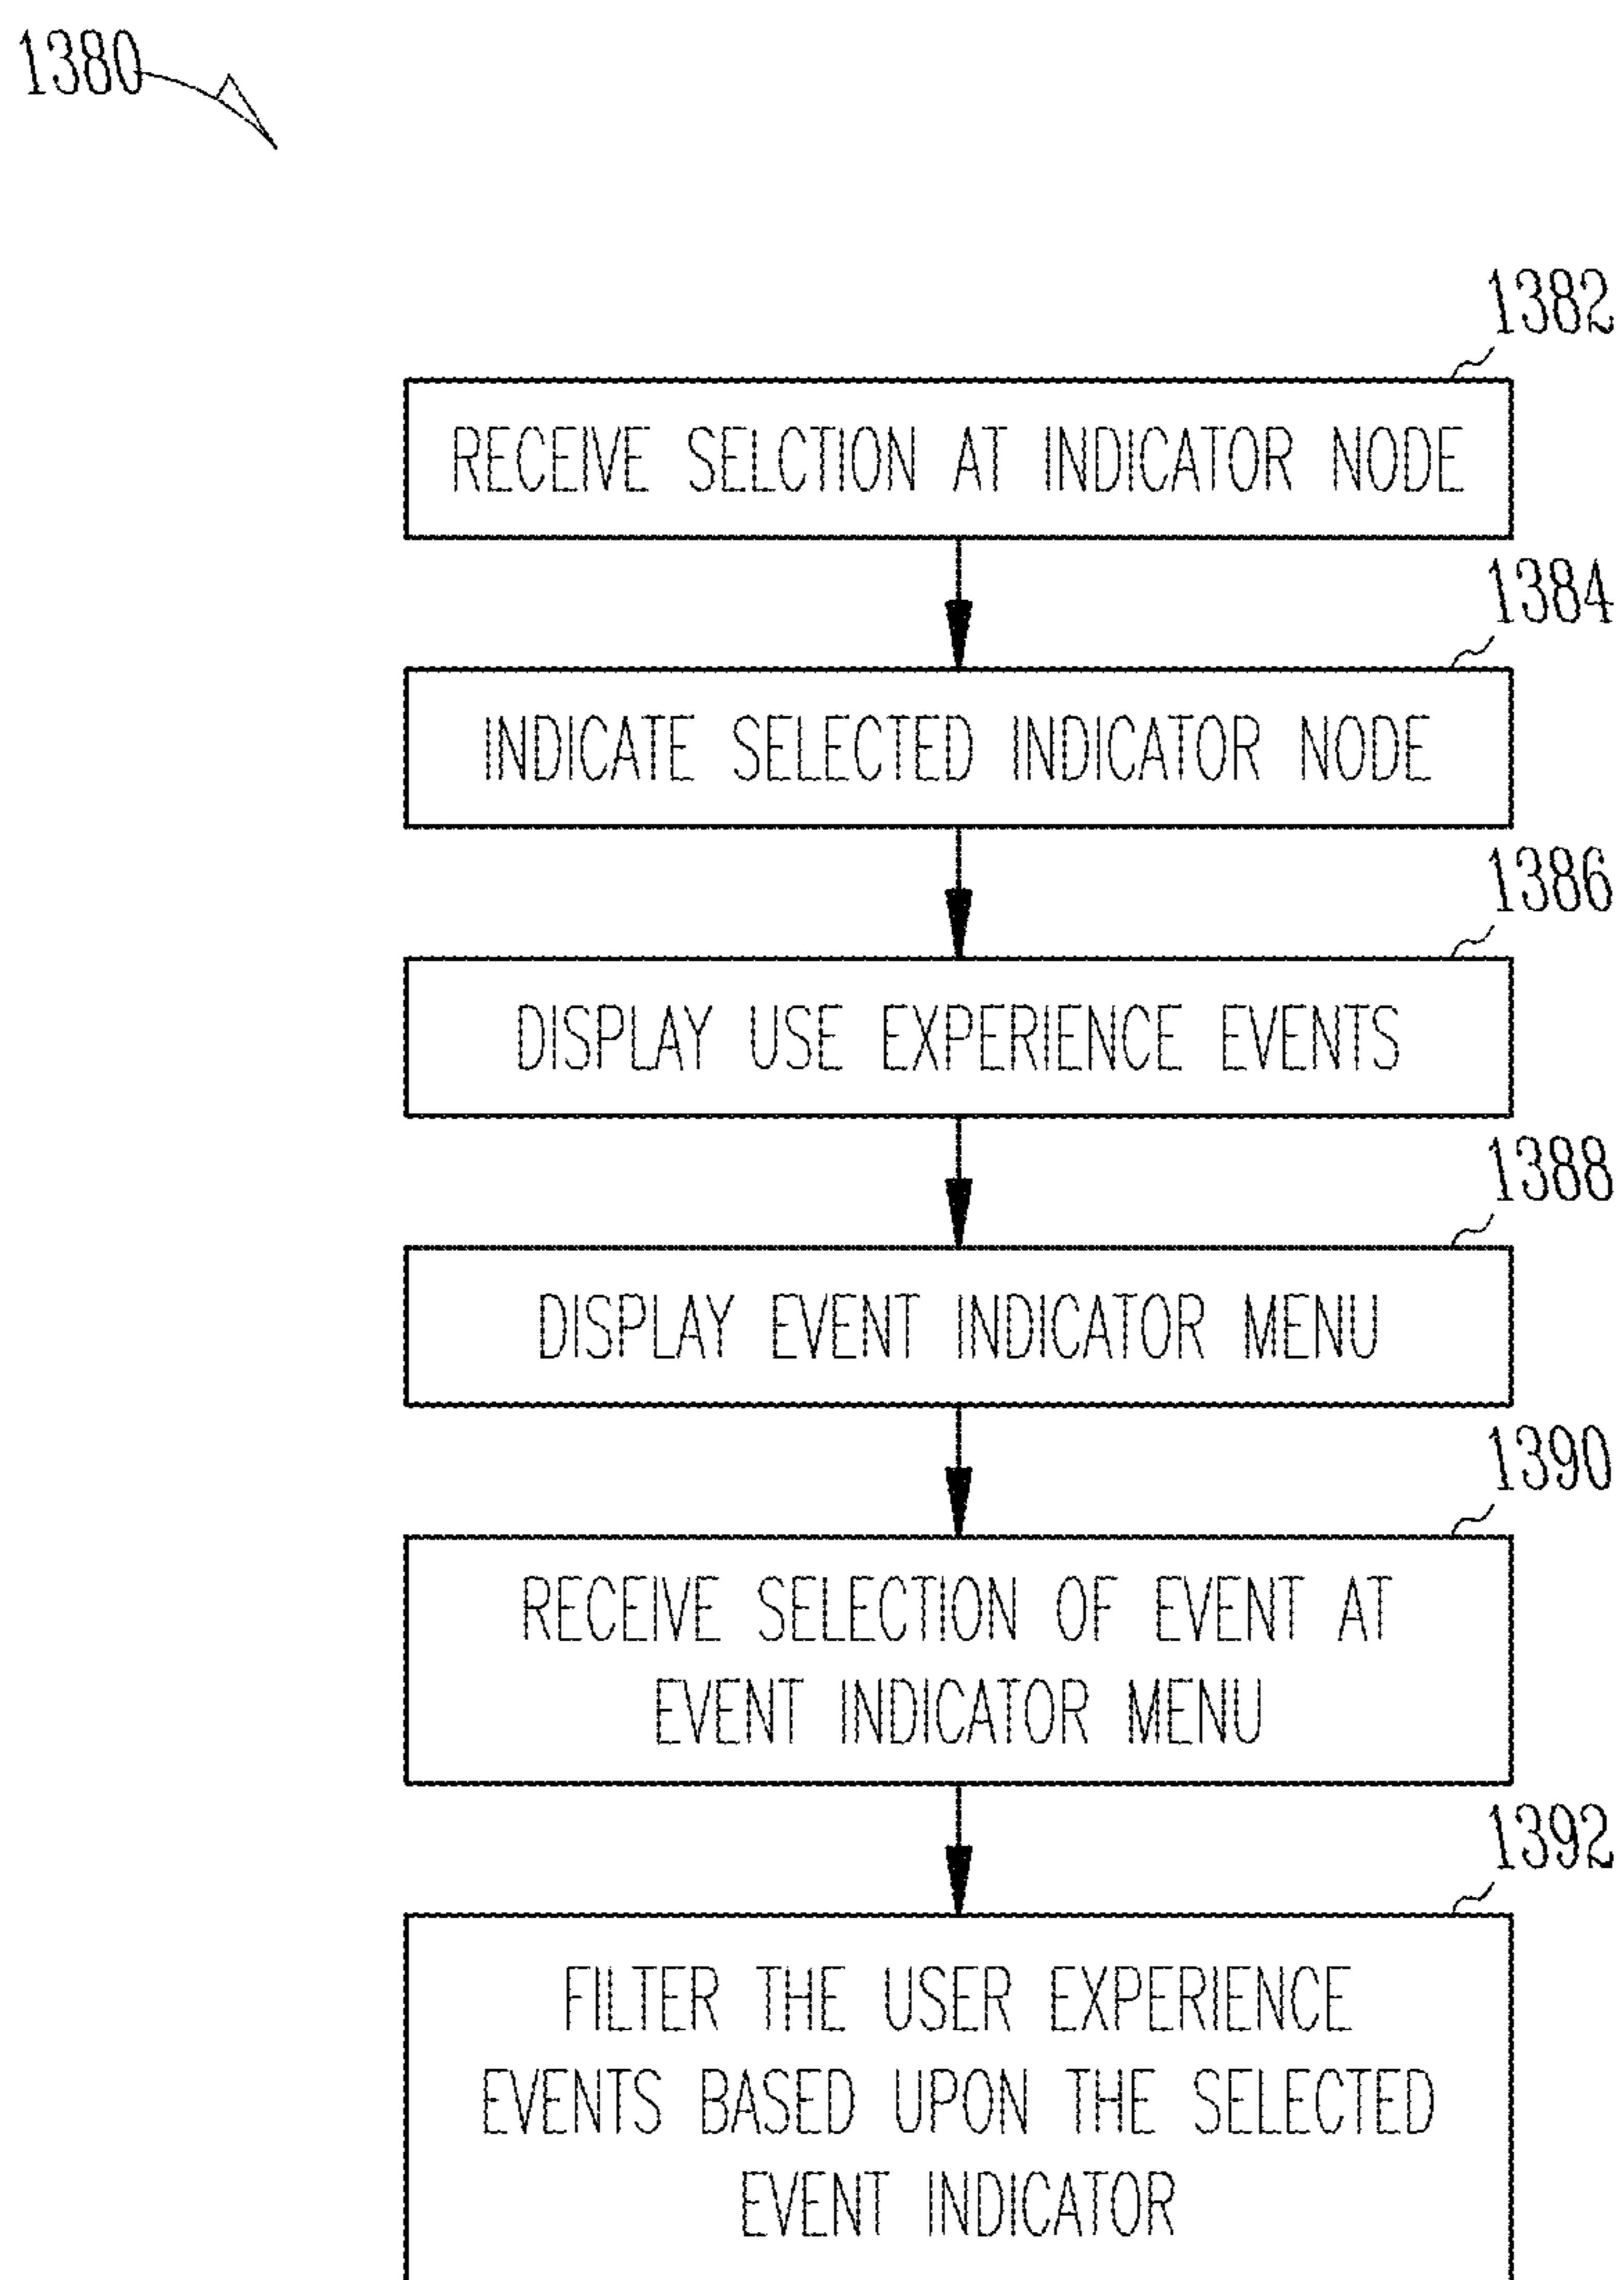 1380
1382
RECEIVE SELCTION AT INDICATOR NODE
1384
INDICATE SELECTED INDICATOR NODE
1386
DISPLAY USE EXPERIENCE EVENTS
1388
DISPLAY EVENT INDICATOR MENU
1390
RECEIVE SELECTION OF EVENT AT
EVENT INDICATOR MENU
1392
FILTER THE USER EXPERIENCE
EVENTS BASED UPON THE SELECTED
EVENT INDICATOR